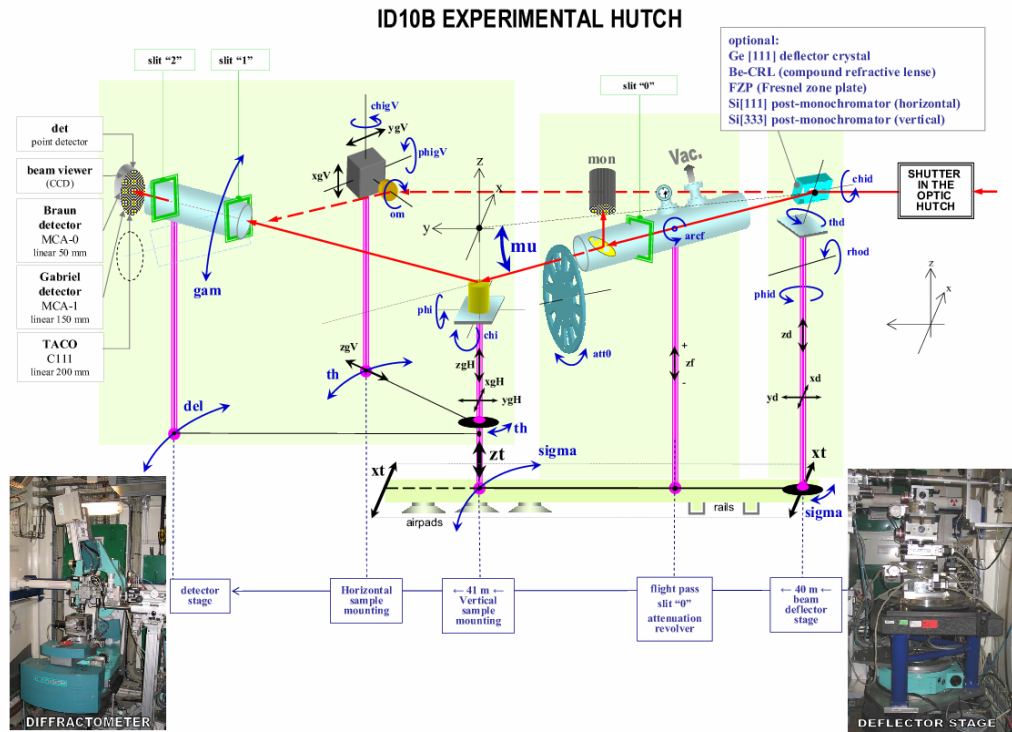 ID10B EXPERIMENTAL HUTCH
optional:
Ge [111] deflector crystal
Be-CRL (compound refractive lense)
FZP (Fresnel zone plate)
Si[111] post-monochromator (horizontal)
Si[333] post-monochromator (vertical)
slit “2”
slit “1”
slit “0”
chigV
ygV
phigV
xgV
om
mon
Vac.
chid
SHUTTER
IN THE
OPTIC
HUTCH
det
point detector
beam viewer
(CCD)
Braun
detector
MCA-0
linear 50 mm
Gabriel
detector
MCA-1
linear 150 mm
TACO
C111
linear 200 mm
z
x
y
mu
arcf
thd
rhod
phid
gam
phi
chi
att0
z
x
zgV
zgH
xgH
ygH
th
th
+
zf
-
zd
xd
yd
del
zt
sigma
xt
xt
sigma
airpads
rails
detector
stage
Horizontal
sample
mounting
← 41 m ←
Vertical
sample
mounting
flight pass
slit “0”
attenuation
revolver
← 40 m ←
beam
deflector
stage
DIFFRACTOMETER
DEFLECTOR STAGE